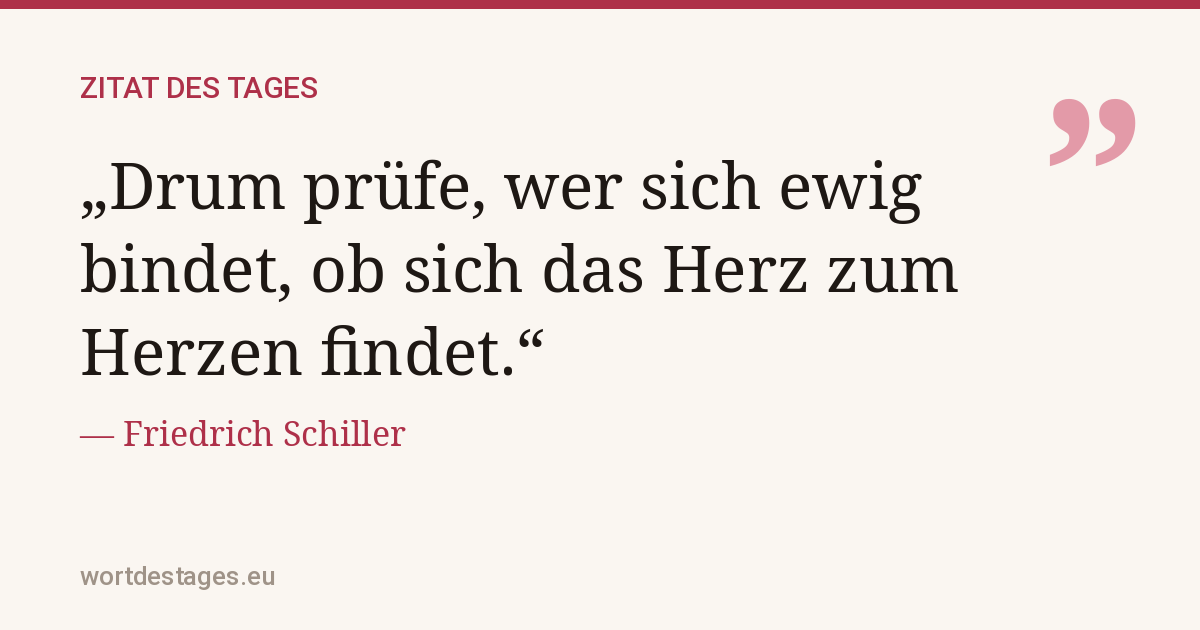 ZITAT DES TAGES
”
„Drum prüfe, wer sich ewig
bindet, ob sich das Herz zum
Herzen findet.“
— Friedrich Schiller
wortdestages.eu